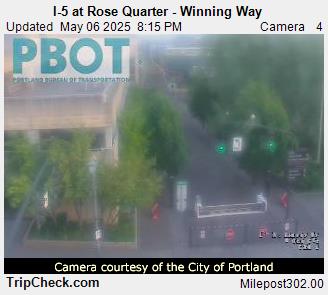 I-5 at Rose Quarter - Winning Way
Updated May 06 2025 8:15 PM Camera 4
PBOT
PORTLAND BUREAU OF TRANSPORTATION
Camera courtesy of the City of Portland
TripCheck.com Milepost302.00